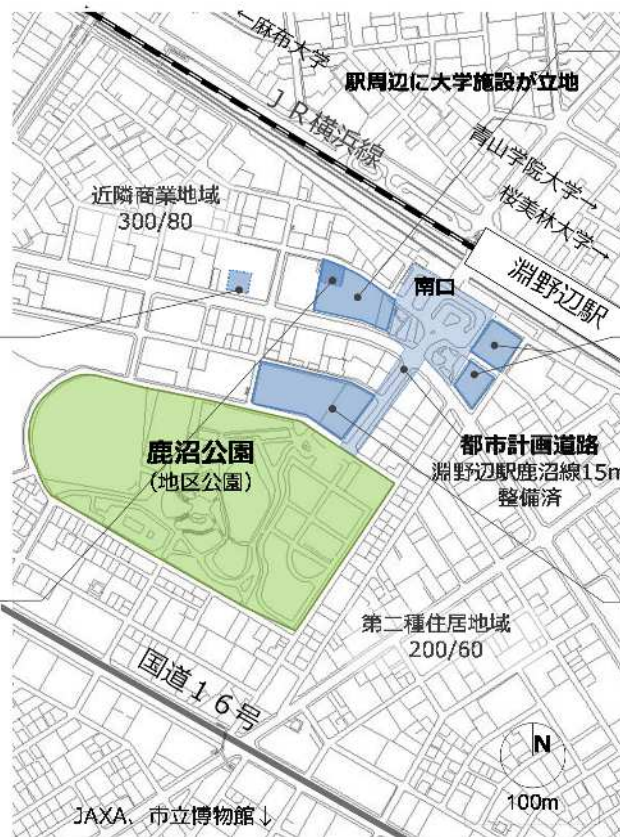 ←麻布大学
駅周辺に大学施設が立地
JR横浜線
青山学院大学→
桜美林大学→
近隣商業地域
300/80
淵野辺駅
南口
鹿沼公園
(地区公園)
都市計画道路
淵野辺駅鹿沼線15m
整備済
第二種住居地域
200/60
国道16号
N
100m
JAXA、市立博物館↓